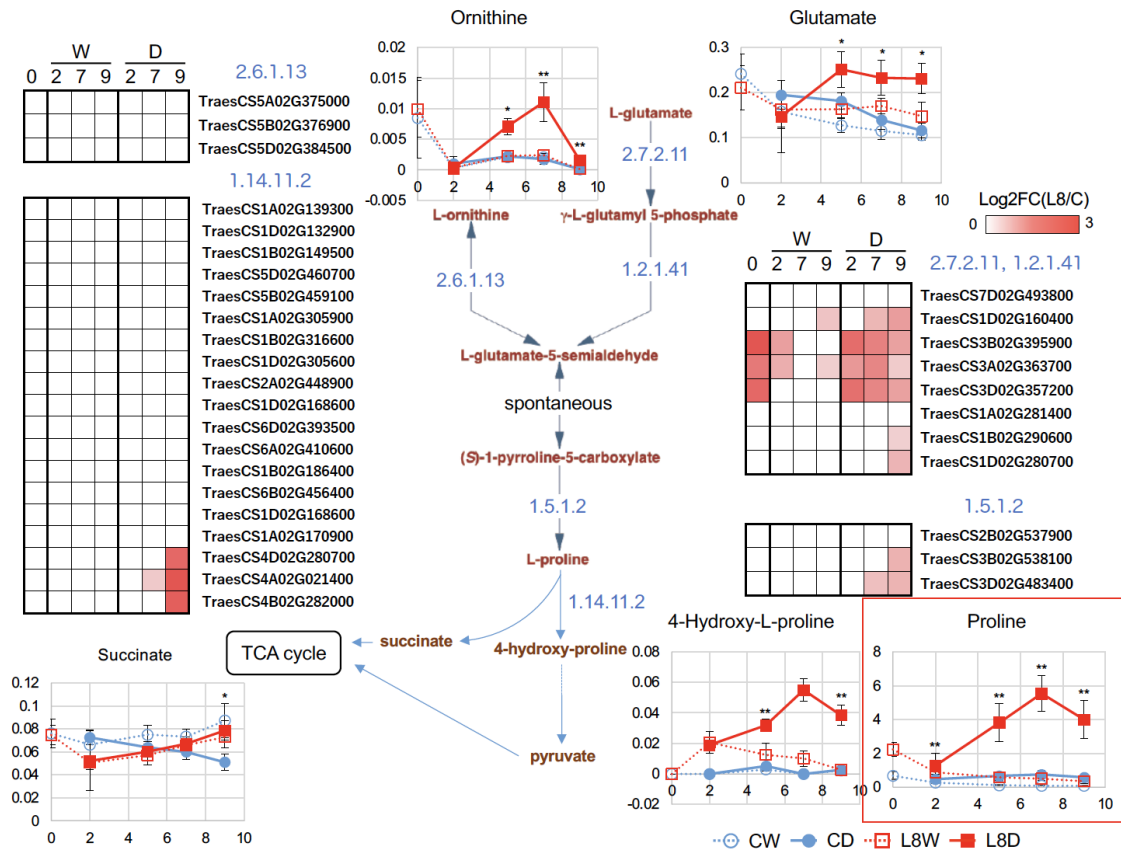 Ornithine
Glutamate
W D
0 2 7 9 2 7 9
2.6.1.13
TraesCS5A02G375000
TraesCS5B02G376900
TraesCS5D02G384500
1.14.11.2
TraesCS1A02G139300
TraesCS1D02G132900
TraesCS1B02G149500
TraesCS5D02G460700
TraesCS5B02G459100
TraesCS1A02G305900
TraesCS1B02G316600
TraesCS1D02G305600
TraesCS2A02G448900
TraesCS1D02G168600
TraesCS6D02G393500
TraesCS6A02G410600
TraesCS1B02G186400
TraesCS6B02G456400
TraesCS1D02G168600
TraesCS1A02G170900
TraesCS4D02G280700
TraesCS4A02G021400
TraesCS4B02G282000
0.02
0.015
0.01
0.005
0
-0.005
0 2 4 6 8 10
* ** **
0.3
0.2
0.1
0
0 2 4 6 8 10
* * *
L-glutamate
2.7.2.11
L-ornithine
γ-L-glutamyl 5-phosphate
2.6.1.13
1.2.1.41
L-glutamate-5-semialdehyde
spontaneous
(S)-1-pyrroline-5-carboxylate
1.5.1.2
L-proline
1.14.11.2
succinate
4-hydroxy-proline
TCA cycle
pyruvate
Log2FC(L8/C)
0 3
W D
0 2 7 9 2 7 9
2.7.2.11, 1.2.1.41
TraesCS7D02G493800
TraesCS1D02G160400
TraesCS3B02G395900
TraesCS3A02G363700
TraesCS3D02G357200
TraesCS1A02G281400
TraesCS1B02G290600
TraesCS1D02G280700
1.5.1.2
TraesCS2B02G537900
TraesCS3B02G538100
TraesCS3D02G483400
Succinate
0.12
0.1
0.08
0.06
0.04
0.02
0
0 2 4 6 8 10
*
4-Hydroxy-L-proline
0.08
0.06
0.04
0.02
0
-0.02
0 2 4 6 8 10
** **
Proline
8
6
4
2
0
0 2 4 6 8 10
** ** ** **
CW CD L8W L8D